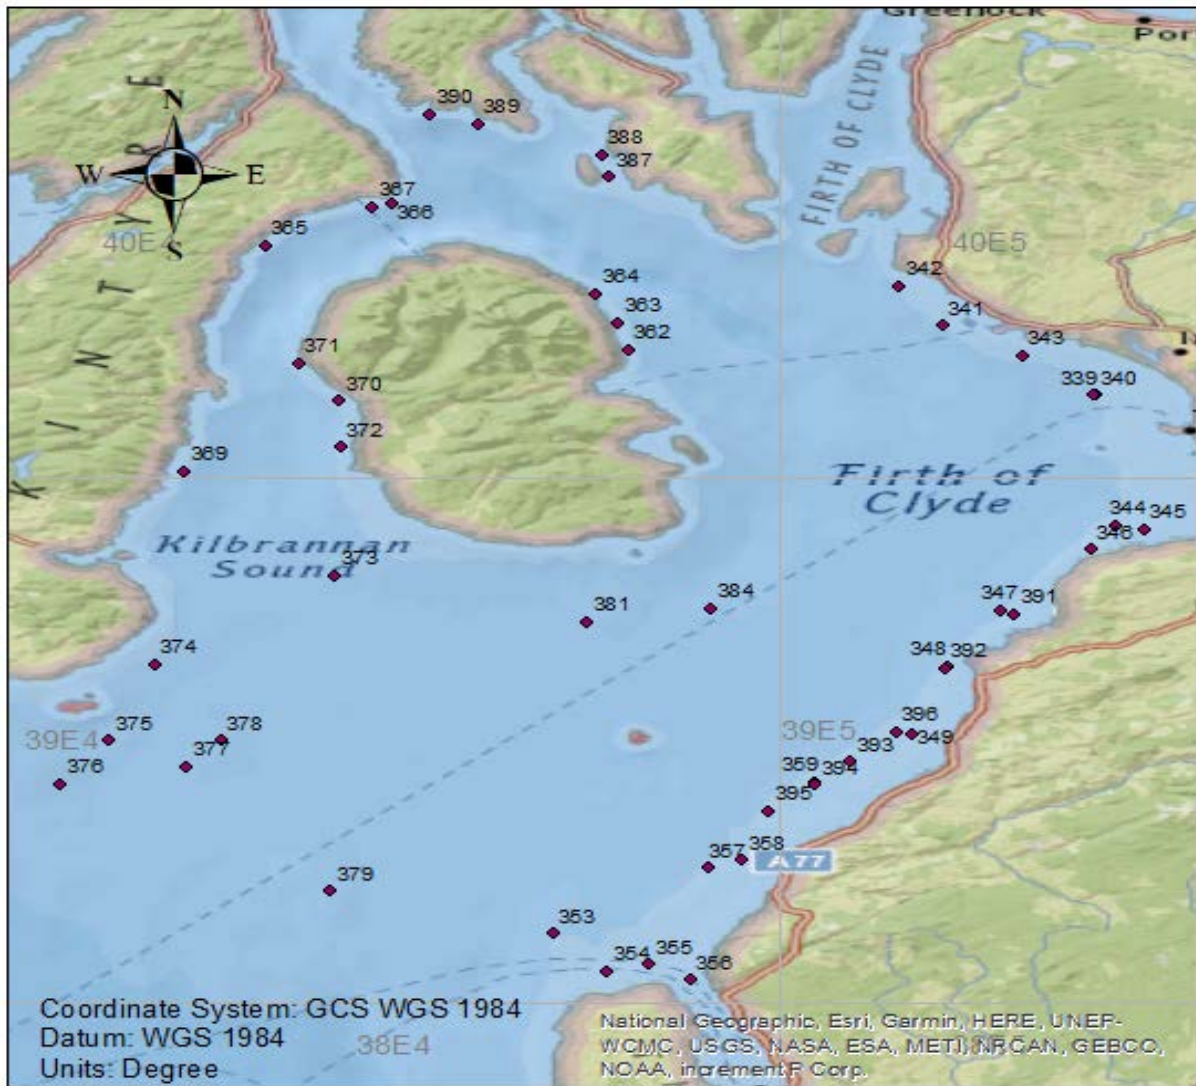 Greenock
Por
FIRTH OF CLYDE
FIRTH OF CLYDE
KINTYRE
N
W E
S
390
389
388
387
367
366
365
40E4
40E5
364
342
363
341
362
343
371
339 340
370
372
369
Firth of
Clyde
344
345
346
Kilbrannan
Sound
373
347
391
384
381
348 392
374
396
375
378
39E4
39E5
349
393
377
376
359 394
395
358
357
A77
379
353
355
354
356
Coordinate System: GCS WGS 1984
Datum: WGS 1984
Units: Degree
38E4
National Geographic, Esri, Garmin, HERE, UNEP-
WCMC, USGS, NASA, ESA, METI, NRCAN, GEBCO,
NOAA, increment P Corp.